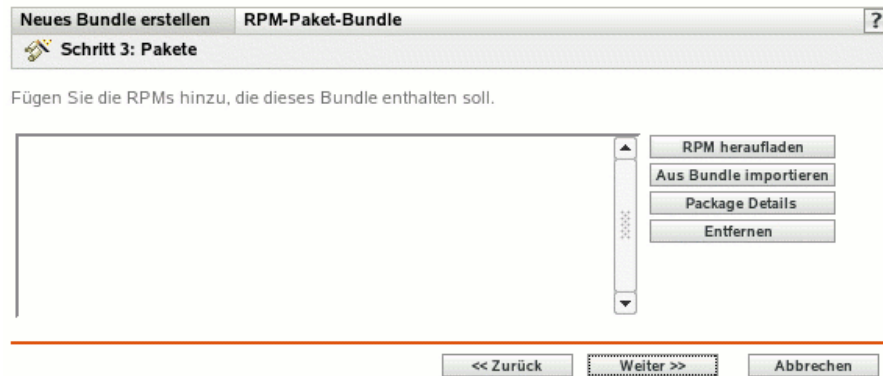 Neues Bundle erstellen RPM-Paket-Bundle ?
Schritt 3: Pakete
Fügen Sie die RPMs hinzu, die dieses Bundle enthalten soll.
RPM heraufladen
Aus Bundle importieren
Package Details
Entfernen
<< Zurück Weiter >> Abbrechen